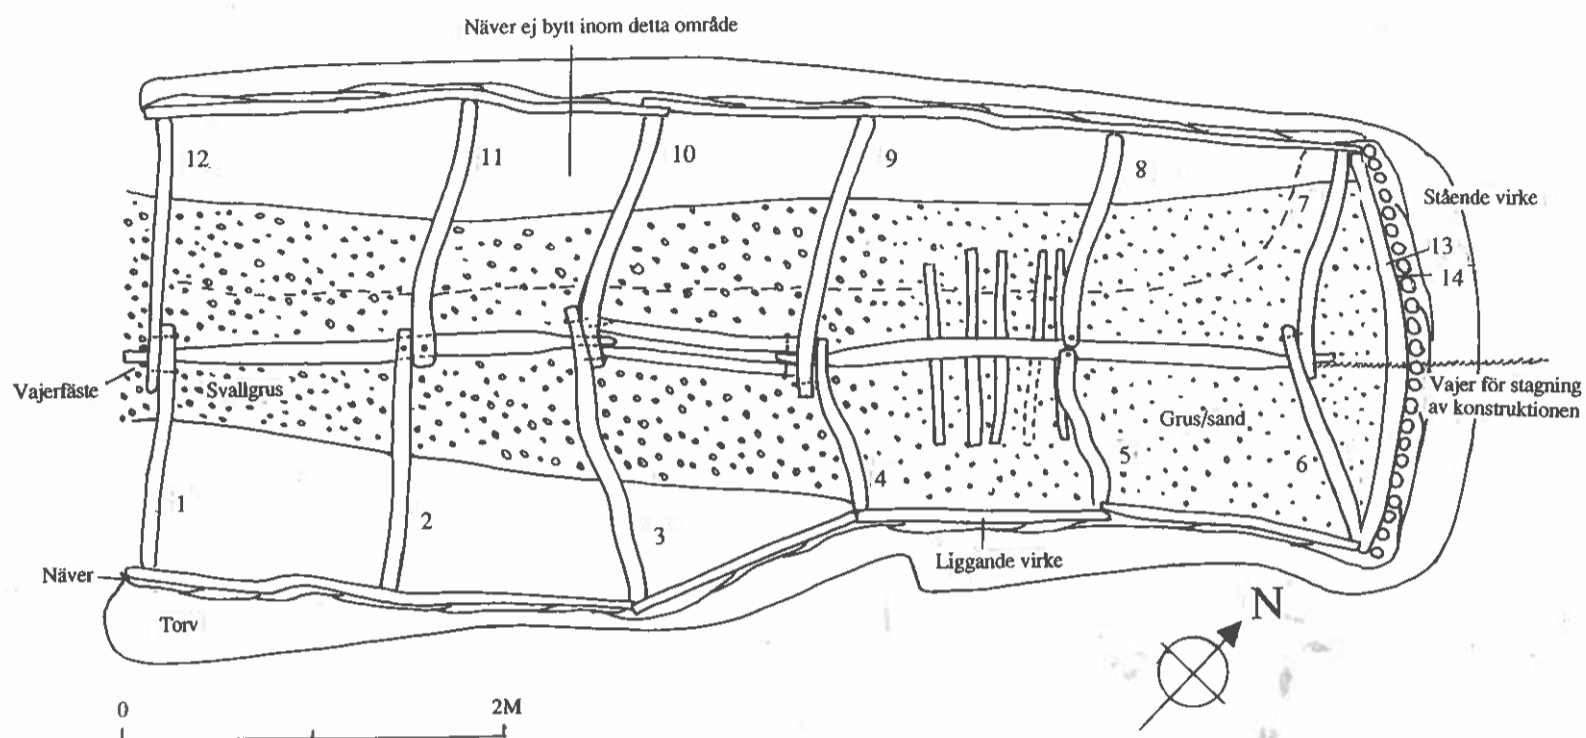 Näver ej bytt inom detta område
12
11
10
9
8
7
Stående virke
13
14
Vajerfäste
Svallgrus
Vajer för stagning
av konstruktionen
Grus/sand
1
2
3
4
5
6
Näver
Liggande virke
Torv
N
0
2M